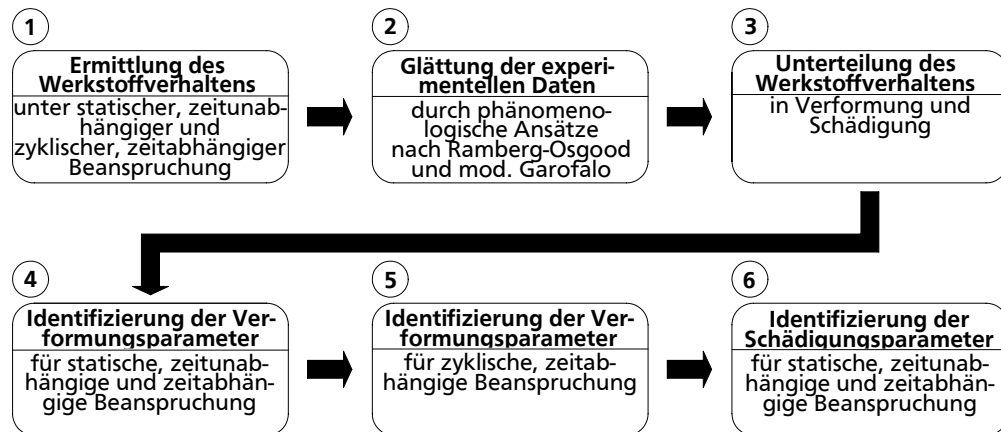 1
Ermittlung des
Werkstoffverhaltens
unter statischer, zeitunab-
hängiger und
zyklischer, zeitabhängiger
Beanspruchung
2
Glättung der experi-
mentellen Daten
durch phänomeno-
logische Ansätze
nach Ramberg-Osgood
und mod. Garofalo
3
Unterteilung des
Werkstoffverhaltens
in Verformung und
Schädigung
4
Identifizierung der Ver-
formungsparameter
für statische, zeitunab-
hängige und zeitabhän-
gige Beanspruchung
5
Identifizierung der Ver-
formungsparameter
für zyklische, zeitab-
hängige Beanspruchung
6
Identifizierung der
Schädigungsparameter
für statische, zeitunab-
hängige und zeitabhän-
gige Beanspruchung